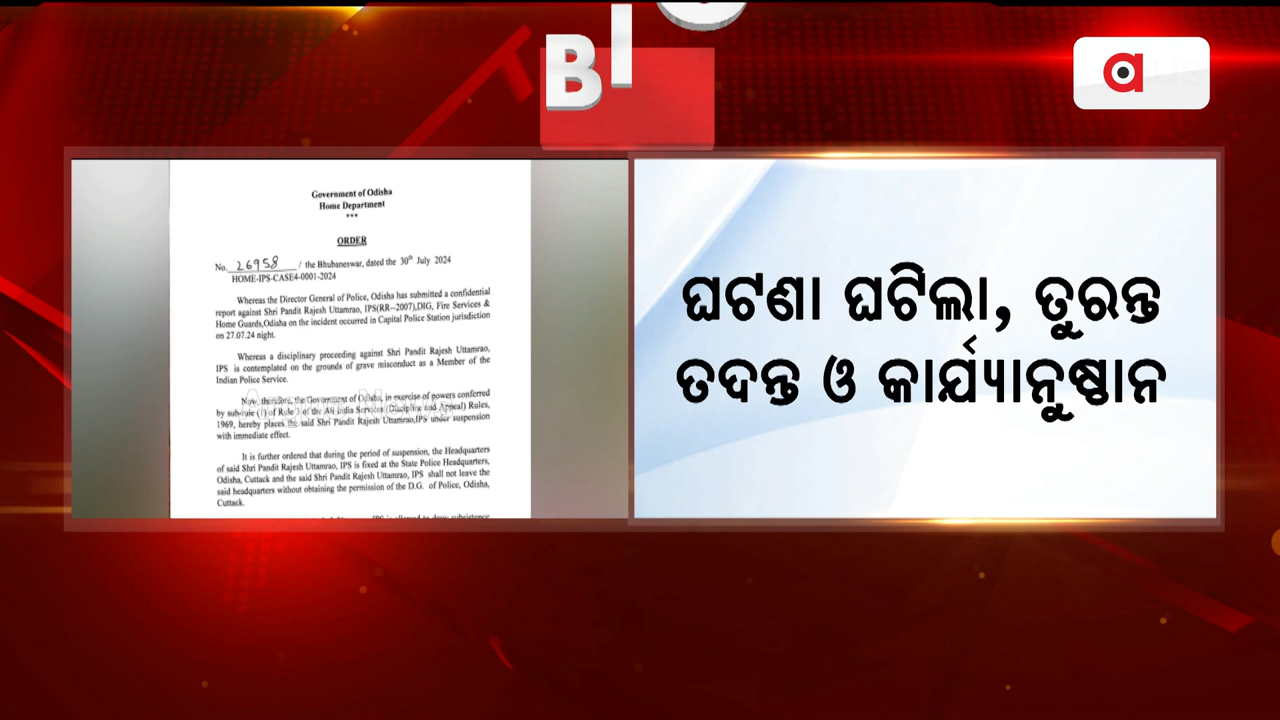 BI
a
Government of Odisha
Home Department
***
ORDER
No. 26958 / the Bhubaneswar, dated the 30th July 2024
HOME-IPS-CASE4-0001-2024
Whereas the Director General of Police, Odisha has submitted a confidential
report against Shri Pandit Rajesh Uttamrao, IPS(RR--2007),DIG, Fire Services &
Home Guards,Odisha on the incident occurred in Capital Police Station jurisdiction
on 27.07.24 night.
Whereas a disciplinary proceeding against Shri Pandit Rajesh Uttamrao,
IPS is contemplated on the grounds of grave misconduct as a Member of the
Indian Police Service.
Now, therefore, the Government of Odisha, in exercise of powers conferred
by sub-rule (1) of Rule of the All India Services (Discipline and Appeal) Rules,
1969, hereby places the said Shri Pandit Rajesh Uttamrao,IPS under suspension
with immediate effect.
It is further ordered that during the period of suspension, the Headquarters
of said Shri Pandit Rajesh Uttamrao, IPS is fixed at the State Police Headquarters,
Odisha, Cuttack and the said Shri Pandit Rajesh Uttamrao, IPS shall not leave the
said headquarters without obtaining the permission of the D.G. of Police, Odisha,
Cuttack.
ଘଟଣା ଘଟିଲା, ତୁରନ୍ତ
ତଦନ୍ତ ଓ କାର୍ଯ୍ୟାନୁଷ୍ଠାନ